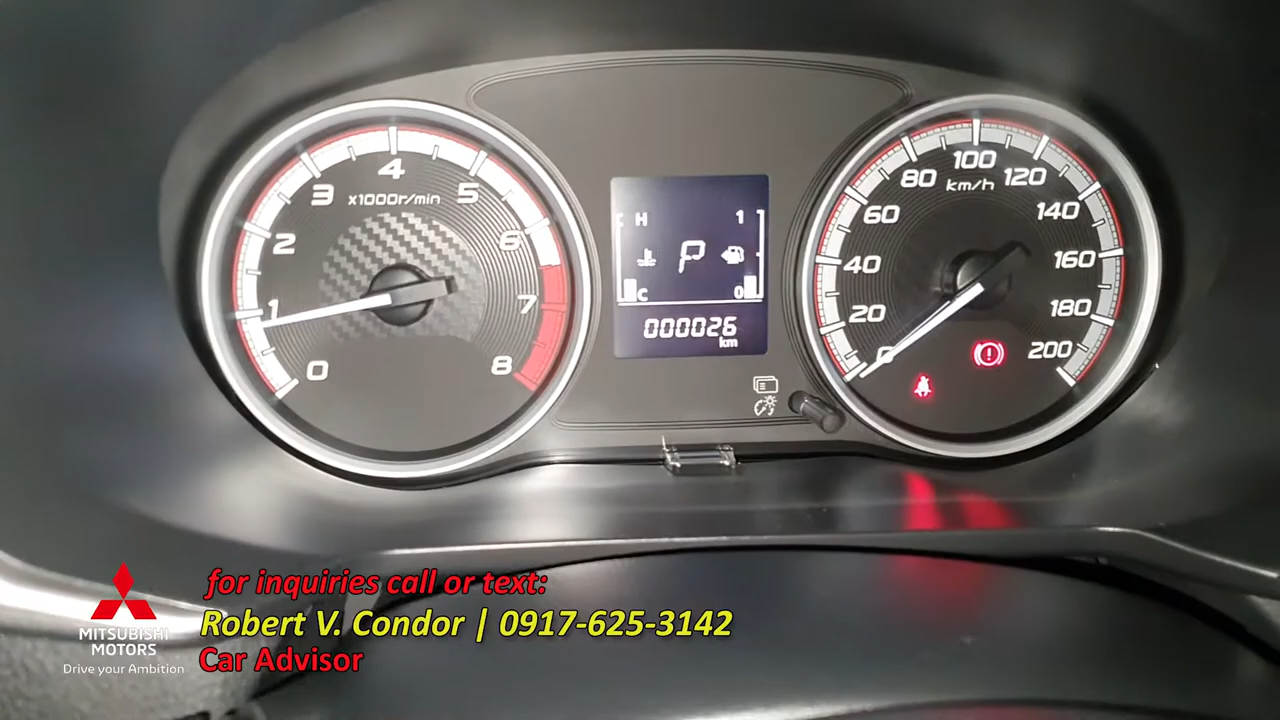 4
3
5
x1000r/min
2
6
1
7
0
8
H
1
P
C
0
000026
km
100
80
120
km/h
60
140
40
160
20
180
0
200
for inquiries call or text:
Robert V. Condor | 0917-625-3142
Car Advisor
MITSUBISHI
MOTORS
Drive your Ambition